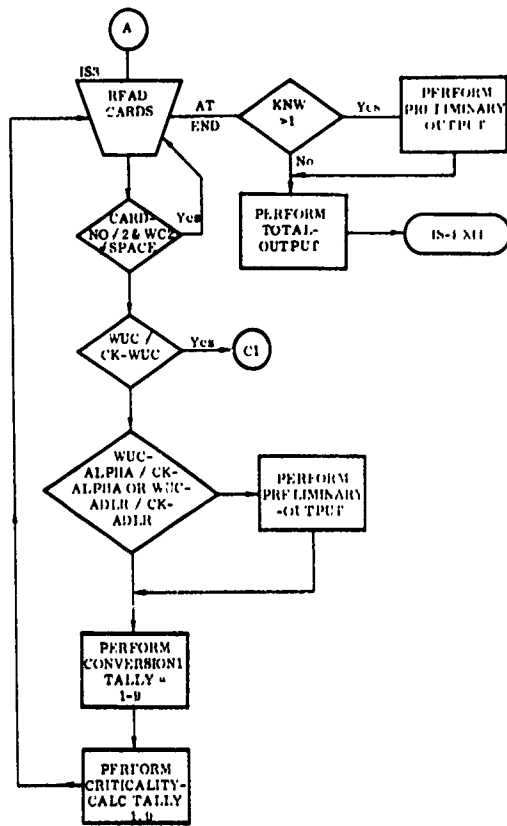 A
IS3
READ
CARDS
AT
END
KNW
>1
Yes
PERFORM
PRELIMINARY
OUTPUT
No
PERFORM
TOTAL-
OUTPUT
IS-EXIT
CARD-
NO / 2 & WC2
/ SPACE
Yes
WUC /
CK-WUC
Yes
C1
WUC-
ALPHA / CK-
ALPHA OR WUC-
ADLR / CK-
ADLR
PERFORM
PRELIMINARY
-OUTPUT
PERFORM
CONVERSION1
TALLY =
1-9
PERFORM
CRITICALITY-
CALC TALLY
1-9